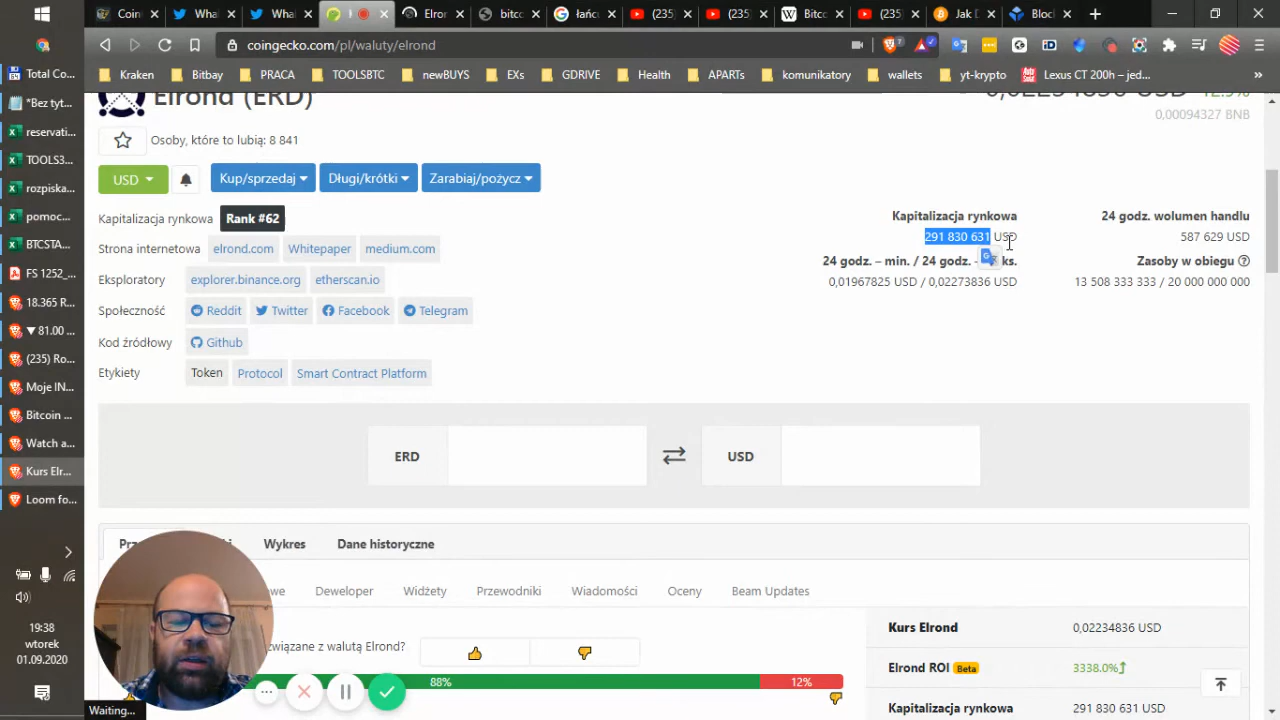 Coin
Wha
Wha
Elror
bitcc
łańcu
(235)
(235)
Bitcc
(235)
Jak D
Bloc
coingecko.com/pl/waluty/elrond
Kraken
Bitbay
PRACA
TOOLS8TC
newBUYS
EXs
GDRIVE
Health
APARTs
komunikatory
wallets
yt-krypto
Lexus CT 200h – jed...
Total Co...
*Bez tyt...
reservati...
TOOLS3...
rozpiska...
pomoc...
BTCSTA...
FS 1252_...
18.365 R...
▼ 81.00 ...
(235) Ro...
Moje IN...
Bitcoin ...
Watch a...
Kurs Elr...
Loom fo...
19:38
wtorek
01.09.2020
Elrond (ERD)
0,00094327 BNB
Osoby, które to lubią: 8 841
USD
Kup/sprzedaj
Długi/krótki
Zarabiaj/pożycz
Kapitalizacja rynkowa Rank #62
Strona internetowa elrond.com Whitepaper medium.com
Eksploratory explorer.binance.org etherscan.io
Społeczność Reddit Twitter Facebook Telegram
Kod źródłowy Github
Etykiety Token Protocol Smart Contract Platform
Kapitalizacja rynkowa
291 830 631 USD
24 godz. – min. / 24 godz. – ks.
0,01967825 USD / 0,02273836 USD
24 godz. wolumen handlu
587 629 USD
Zasoby w obiegu
13 508 333 333 / 20 000 000 000
ERD
USD
Wykres
Dane historyczne
Deweloper
Widżety
Przewodniki
Wiadomości
Oceny
Beam Updates
związane z walutą Elrond?
88%
12%
Kurs Elrond 0,02234836 USD
Elrond ROI Beta 3338.0%
Kapitalizacja rynkowa 291 830 631 USD
Waiting...